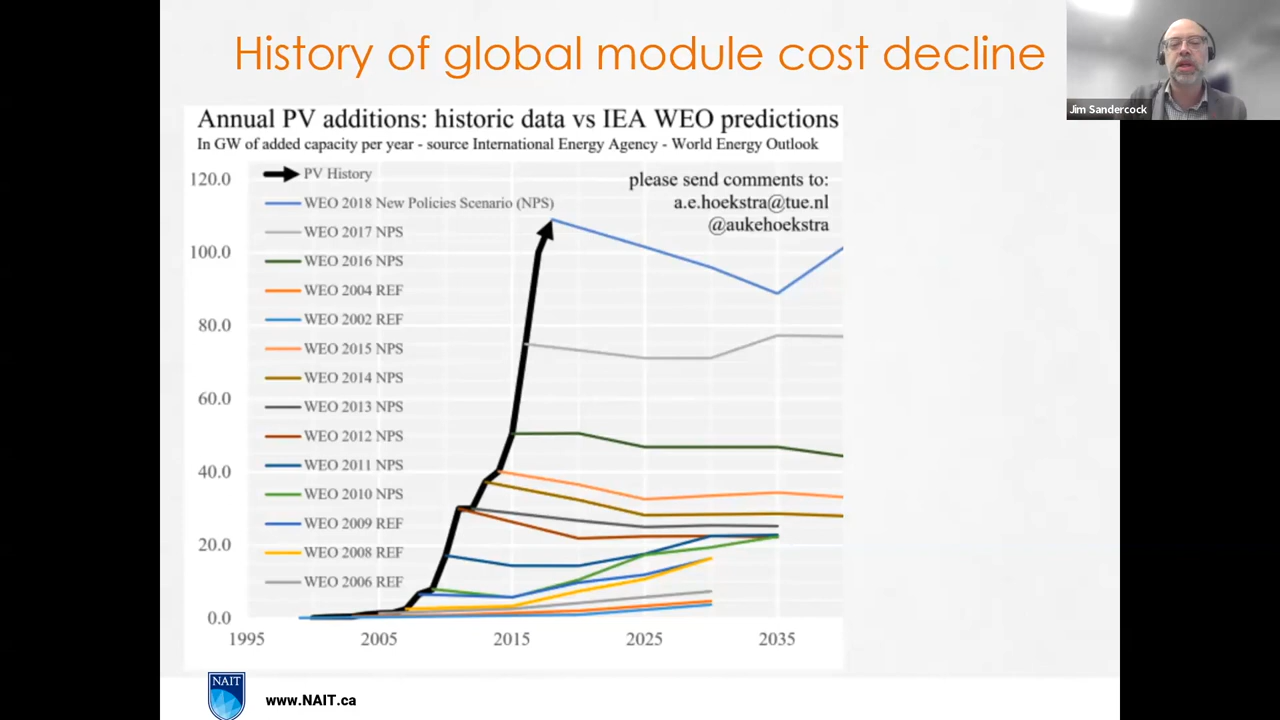 History of global module cost decline
Jim Sandercock
Annual PV additions: historic data vs IEA WEO predictions
In GW of added capacity per year - source International Energy Agency - World Energy Outlook
120.0
100.0
80.0
60.0
40.0
20.0
0.0
PV History
WEO 2018 New Policies Scenario (NPS)
WEO 2017 NPS
WEO 2016 NPS
WEO 2004 REF
WEO 2002 REF
WEO 2015 NPS
WEO 2014 NPS
WEO 2013 NPS
WEO 2012 NPS
WEO 2011 NPS
WEO 2010 NPS
WEO 2009 REF
WEO 2008 REF
WEO 2006 REF
please send comments to:
a.e.hoekstra@tue.nl
@aukehoekstra
1995 2005 2015 2025 2035
NAIT
www.NAIT.ca